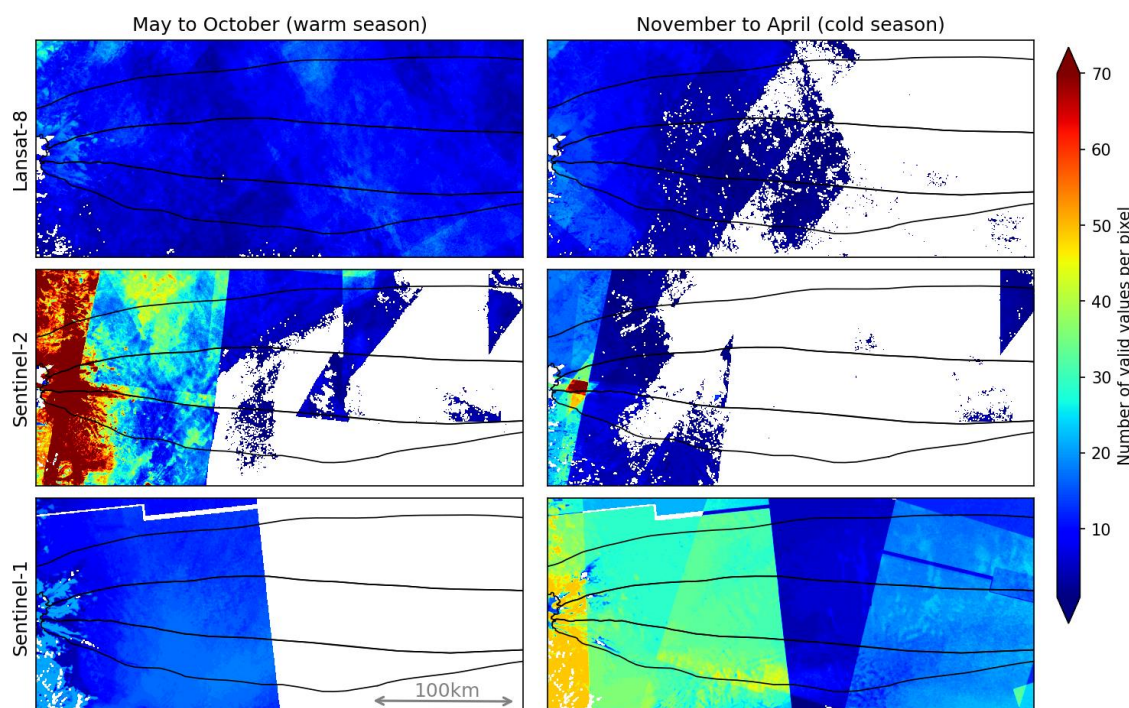 May to October (warm season)
November to April (cold season)
Lansat-8
Sentinel-2
Sentinel-1
100km
70
60
50
40
30
20
10
Number of valid values per pixel